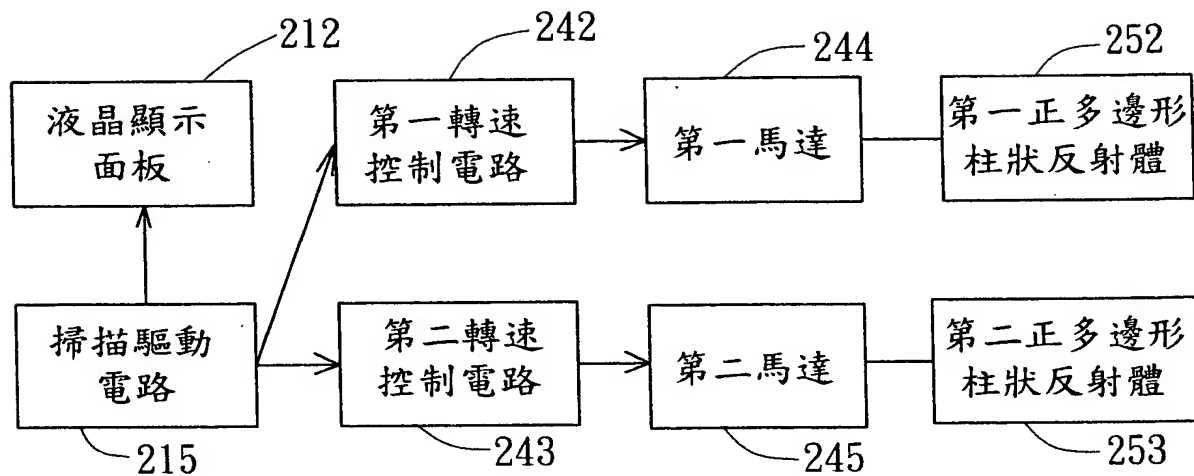 212
242
244
252
液晶顯示
面板
第一轉速
控制電路
第一馬達
第一正多邊形
柱狀反射體
掃描驅動
電路
第二轉速
控制電路
第二馬達
第二正多邊形
柱狀反射體
215
243
245
253